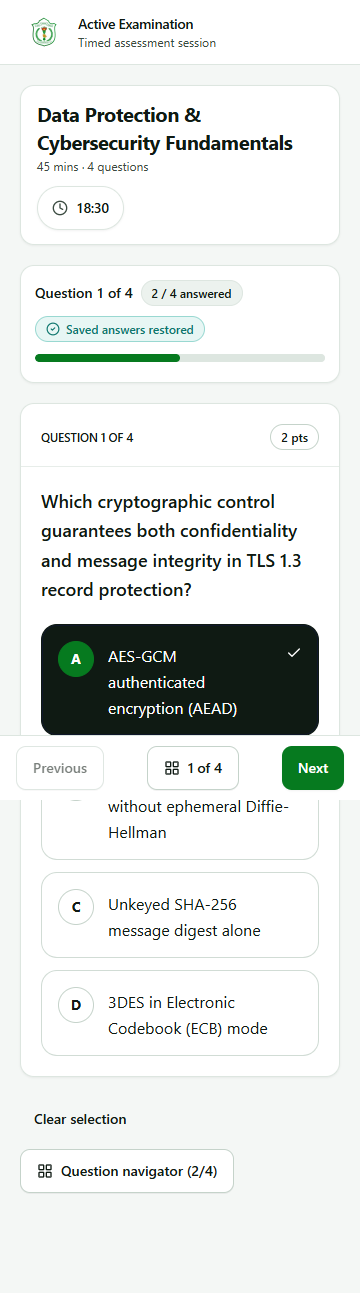 Active Examination
Timed assessment session
Data Protection &
Cybersecurity Fundamentals
45 mins · 4 questions
18:30
Question 1 of 4
2 / 4 answered
Saved answers restored
QUESTION 1 OF 4
2 pts
Which cryptographic control
guarantees both confidentiality
and message integrity in TLS 1.3
record protection?
A
AES-GCM
authenticated
encryption (AEAD)
Previous
1 of 4
Next
without ephemeral Diffie-
Hellman
C
Unkeyed SHA-256
message digest alone
D
3DES in Electronic
Codebook (ECB) mode
Clear selection
Question navigator (2/4)